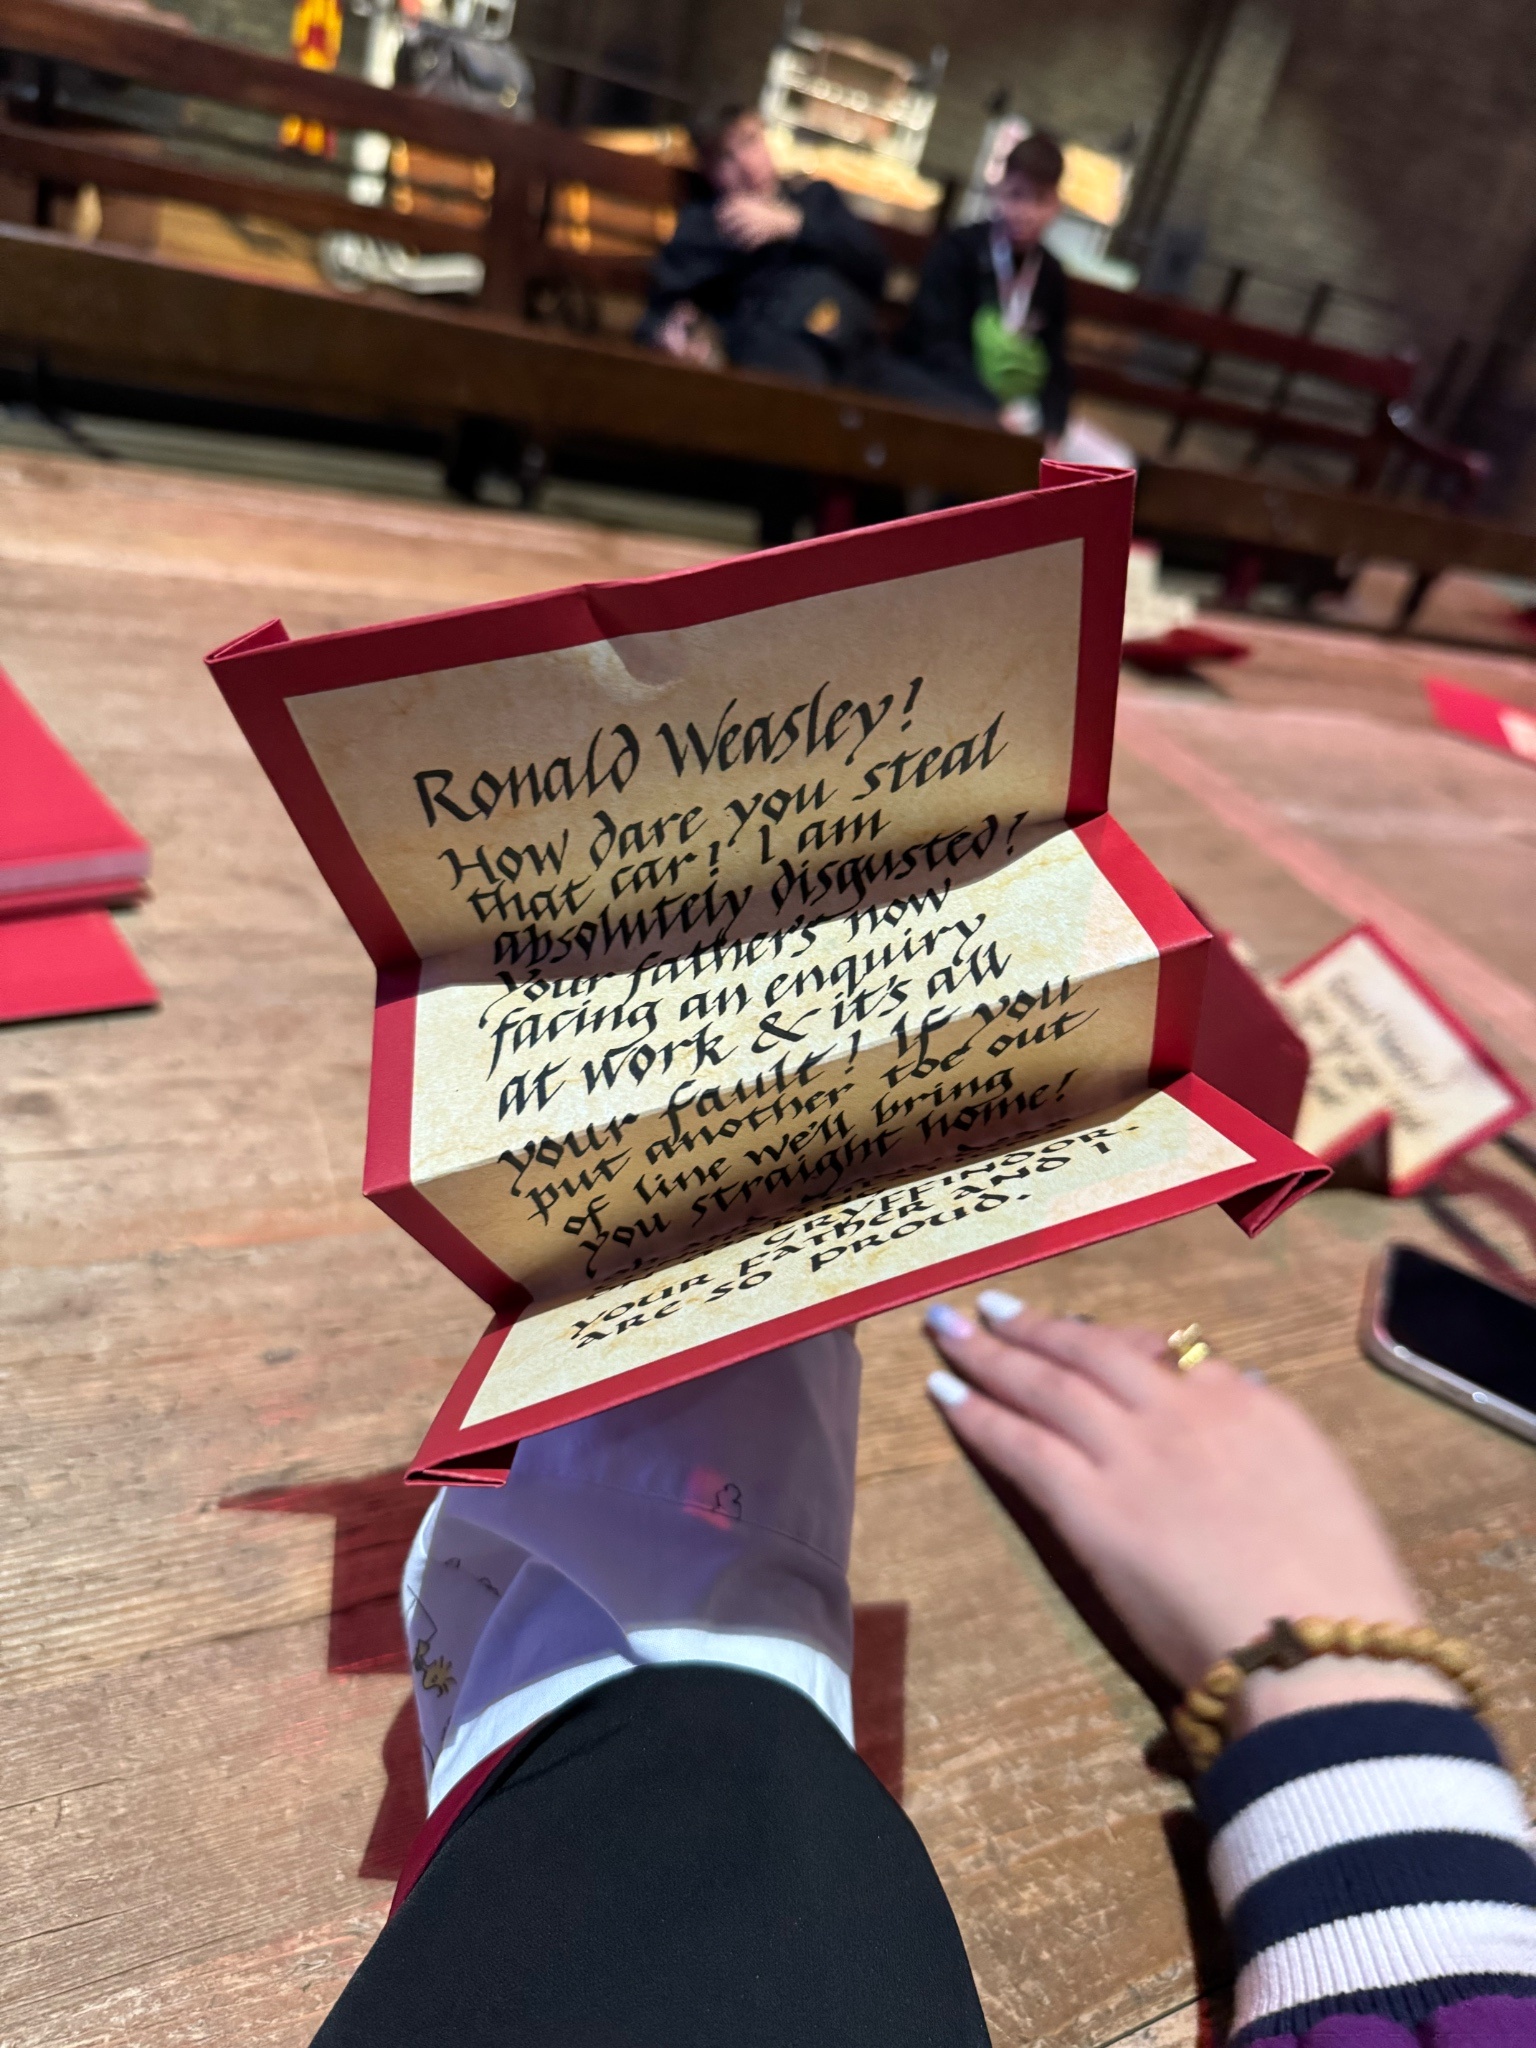 Ronald Weasley!
How dare you steal
that car! I am
absolutely disgusted!
Your father's now
facing an enquiry
at work & it's all
your fault! If you
put another toe out
of line we'll bring
you straight home!
GRYFFINDOR.
YOUR FATHER AND I
ARE SO PROUD.